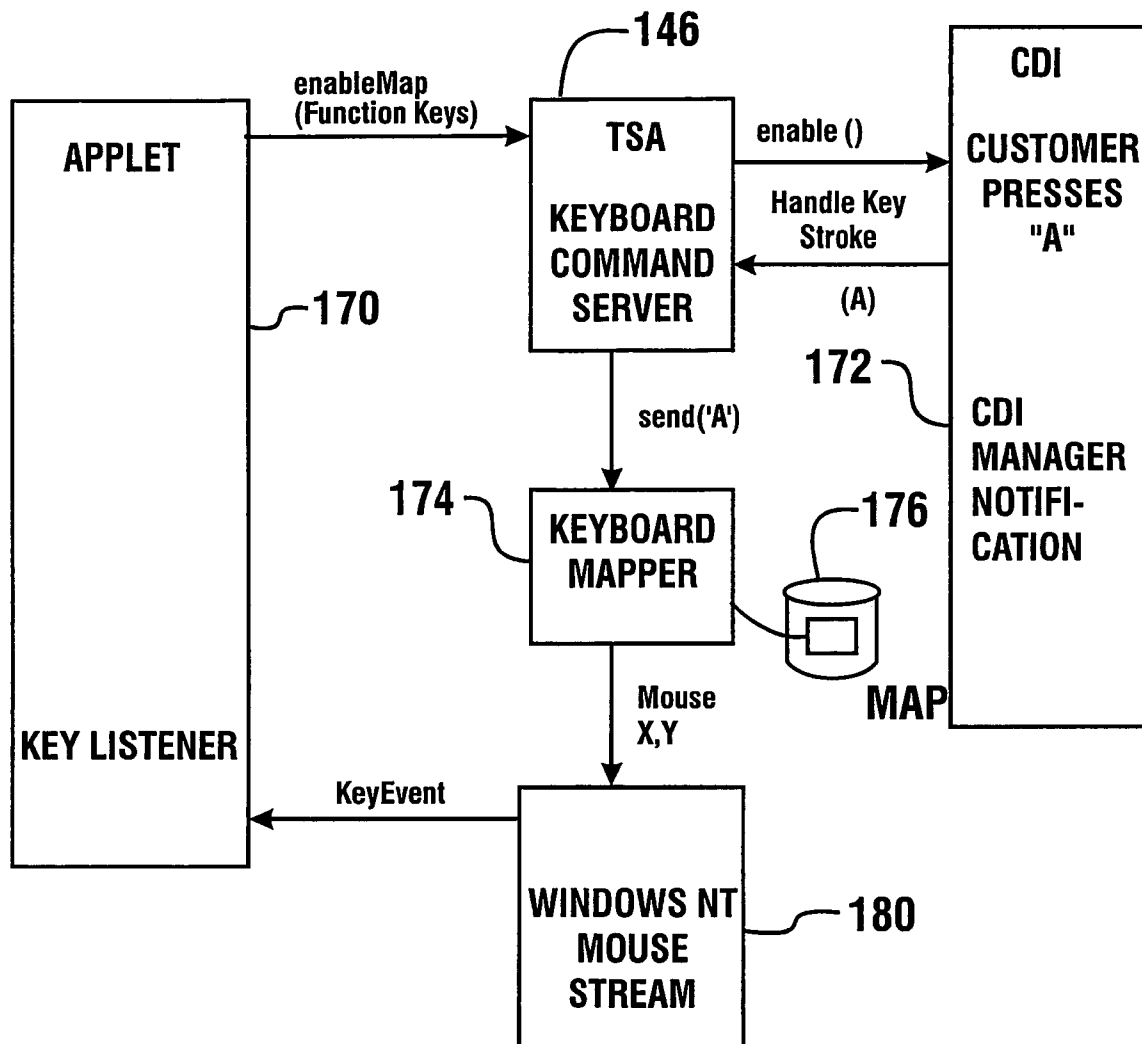 146
CDI
enableMap
(Function Keys)
APPLET
TSA
KEYBOARD
COMMAND
SERVER
enable ()
CUSTOMER
PRESSES
"A"
Handle Key
Stroke
(A)
170
172
CDI
MANAGER
NOTIFI-
CATION
send('A')
174
KEYBOARD
MAPPER
176
MAP
Mouse
X,Y
KEY LISTENER
KeyEvent
WINDOWS NT
MOUSE
STREAM
180